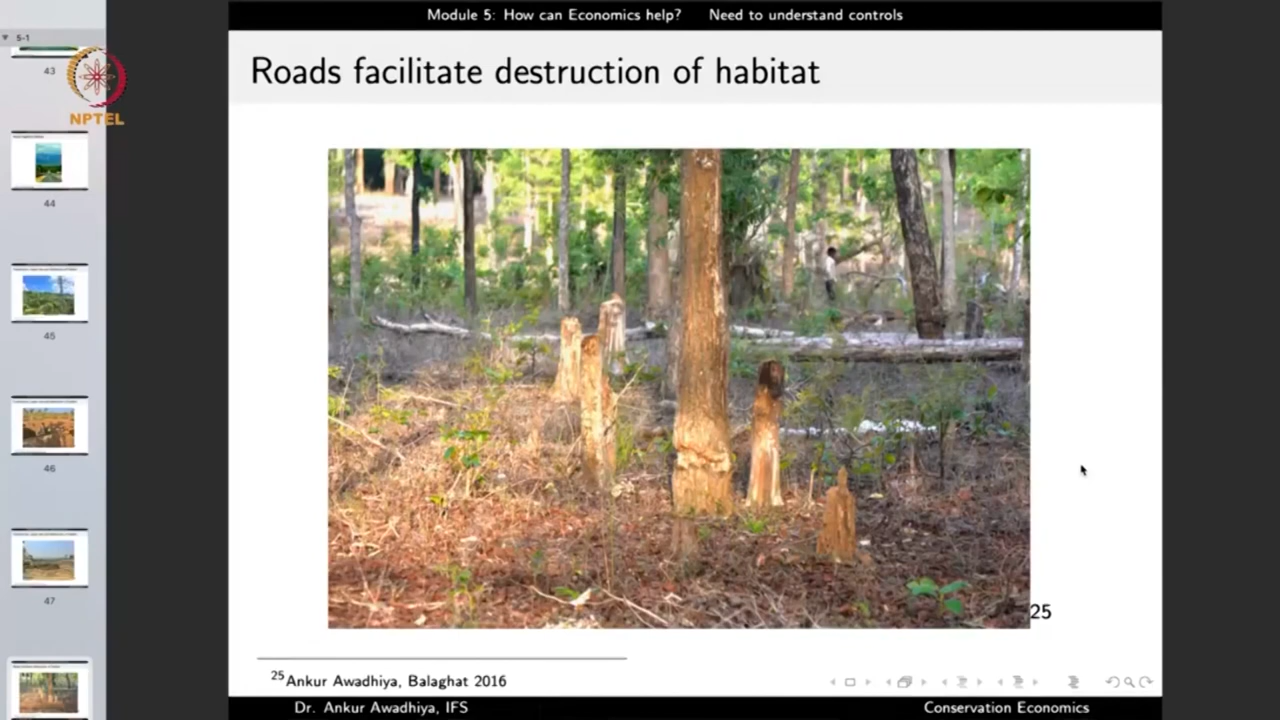 Module 5: How can Economics help? Need to understand controls
5-1
NPTEL
Roads facilitate destruction of habitat
43
44
45
46
47
25
25 Ankur Awadhiya, Balaghat 2016
Dr. Ankur Awadhiya, IFS Conservation Economics